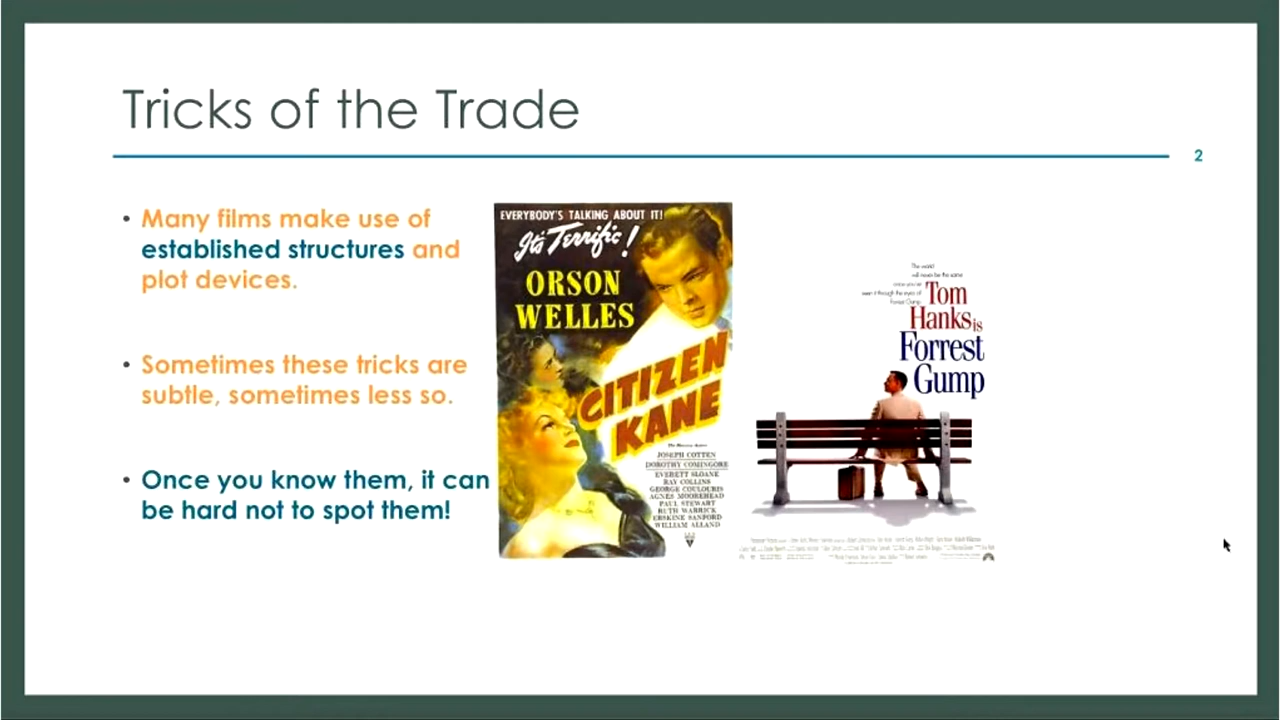 Tricks of the Trade
2
• Many films make use of
established structures and
plot devices.
• Sometimes these tricks are
subtle, sometimes less so.
• Once you know them, it can
be hard not to spot them!
EVERYBODY'S TALKING ABOUT IT!
It's Terrific!
ORSON
WELLES
CITIZEN
KANE
JOSEPH COTTEN
DOROTHY COMINGORE
EVERETT SLOANE
RAY COLLINS
GEORGE COULOURIS
AGNES MOOREHEAD
PAUL STEWART
RUTH WARRICK
ERSKINE SANFORD
WILLIAM ALLAND
The world
will never be the same
once you've
seen it through the eyes of
Forrest Gump.
Tom
Hanks is
Forrest
Gump